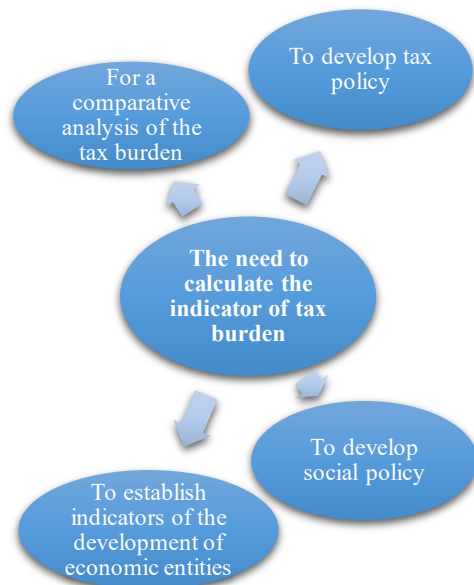 For a
comparative
analysis of the
tax burden
To develop tax
policy
The need to
calculate the
indicator of tax
burden
To develop
social policy
To establish
indicators of the
development of
economic entities